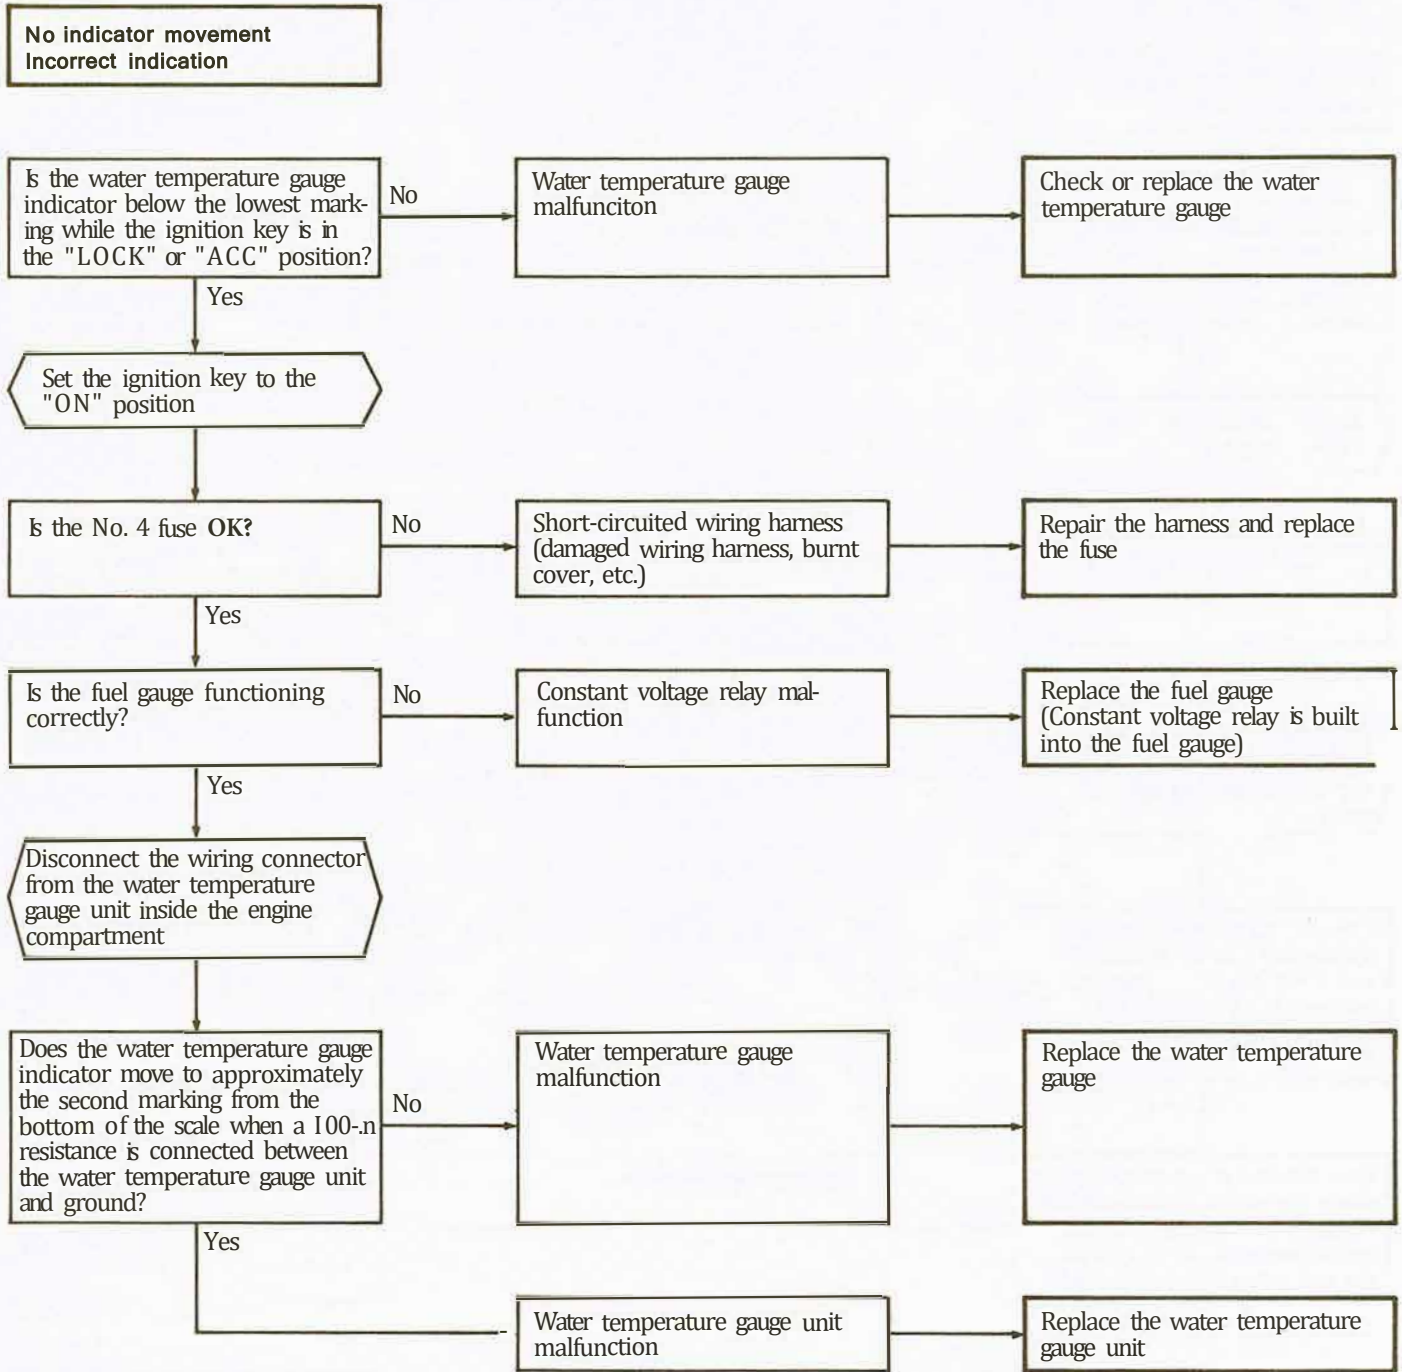 No indicator movement
Incorrect indication
Is the water temperature gauge
indicator below the lowest mark-
ing while the ignition key is in
the "LOCK" or "ACC" position?
No
Water temperature gauge
malfunciton
Check or replace the water
temperature gauge
Yes
Set the ignition key to the
"ON" position
Is the No. 4 fuse OK?
No
Short-circuited wiring harness
(damaged wiring harness, burnt
cover, etc.)
Repair the harness and replace
the fuse
Yes
Is the fuel gauge functioning
correctly?
No
Constant voltage relay mal-
function
Replace the fuel gauge
(Constant voltage relay is built
into the fuel gauge)
Yes
Disconnect the wiring connector
from the water temperature
gauge unit inside the engine
compartment
Does the water temperature gauge
indicator move to approximately
the second marking from the
bottom of the scale when a I00-.n
resistance is connected between
the water temperature gauge unit
and ground?
No
Water temperature gauge
malfunction
Replace the water temperature
gauge
Yes
Water temperature gauge unit
malfunction
Replace the water temperature
gauge unit